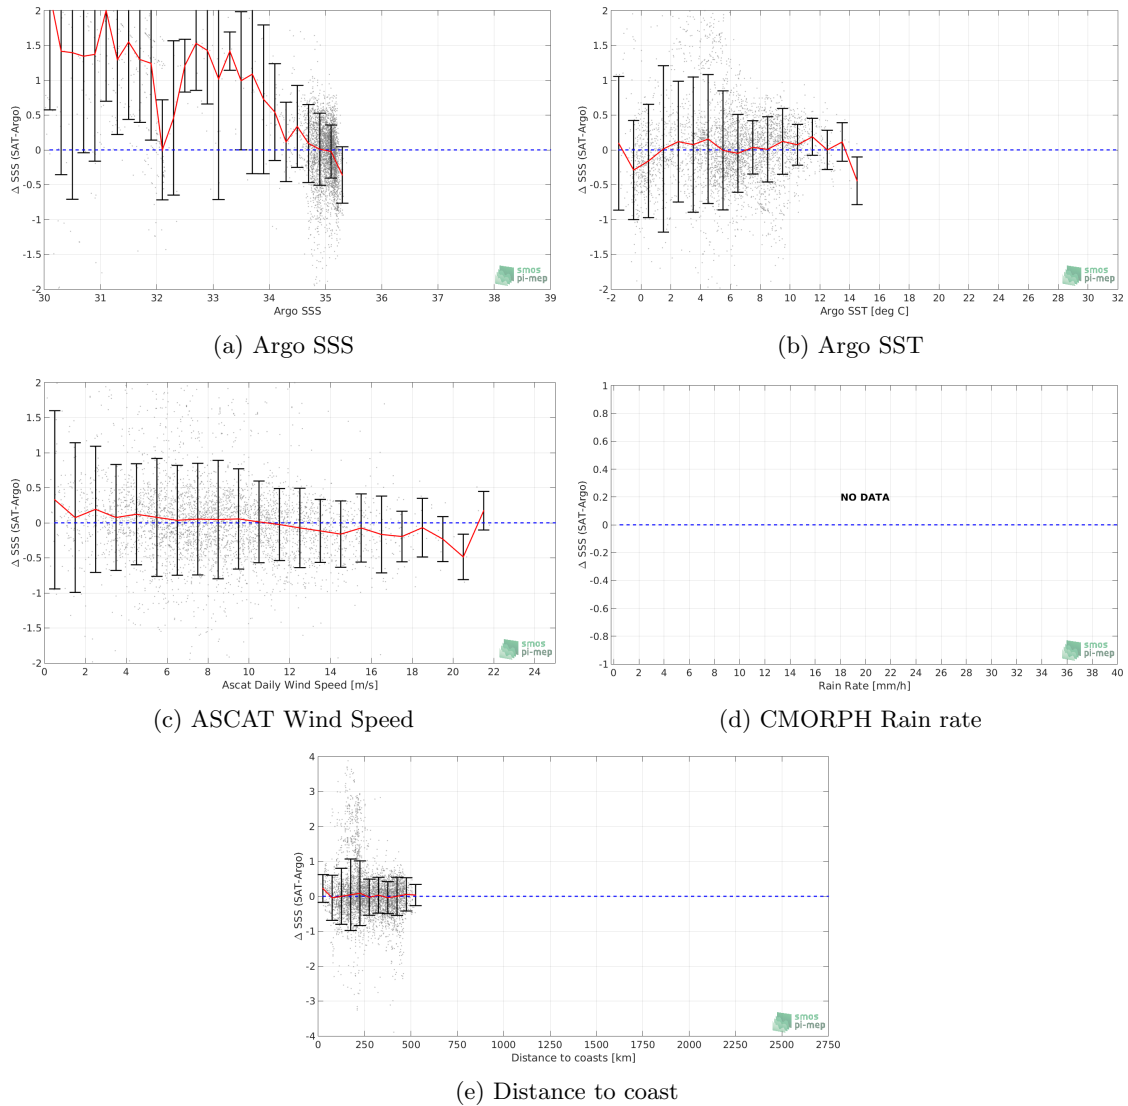 2
1.5
1
0.5
0
-0.5
-1
-1.5
-2
Δ SSS (SAT-Argo)
30 31 32 33 34 35 36 37 38 39
Argo SSS
smos
pi-mep
(a) Argo SSS
2
1.5
1
0.5
0
-0.5
-1
-1.5
-2
Δ SSS (SAT-Argo)
-2 0 2 4 6 8 10 12 14 16 18 20 22 24 26 28 30 32
Argo SST [deg C]
smos
pi-mep
(b) Argo SST
2
1.5
1
0.5
0
-0.5
-1
-1.5
-2
Δ SSS (SAT-Argo)
0 2 4 6 8 10 12 14 16 18 20 22 24
Ascat Daily Wind Speed [m/s]
smos
pi-mep
(c) ASCAT Wind Speed
1
0.8
0.6
0.4
0.2
0
-0.2
-0.4
-0.6
-0.8
-1
Δ SSS (SAT-Argo)
NO DATA
0 2 4 6 8 10 12 14 16 18 20 22 24 26 28 30 32 34 36 38 40
Rain Rate [mm/h]
smos
pi-mep
(d) CMORPH Rain rate
4
3
2
1
0
-1
-2
-3
-4
Δ SSS (SAT-Argo)
0 250 500 750 1000 1250 1500 1750 2000 2250 2500 2750
Distance to coasts [km]
smos
pi-mep
(e) Distance to coast